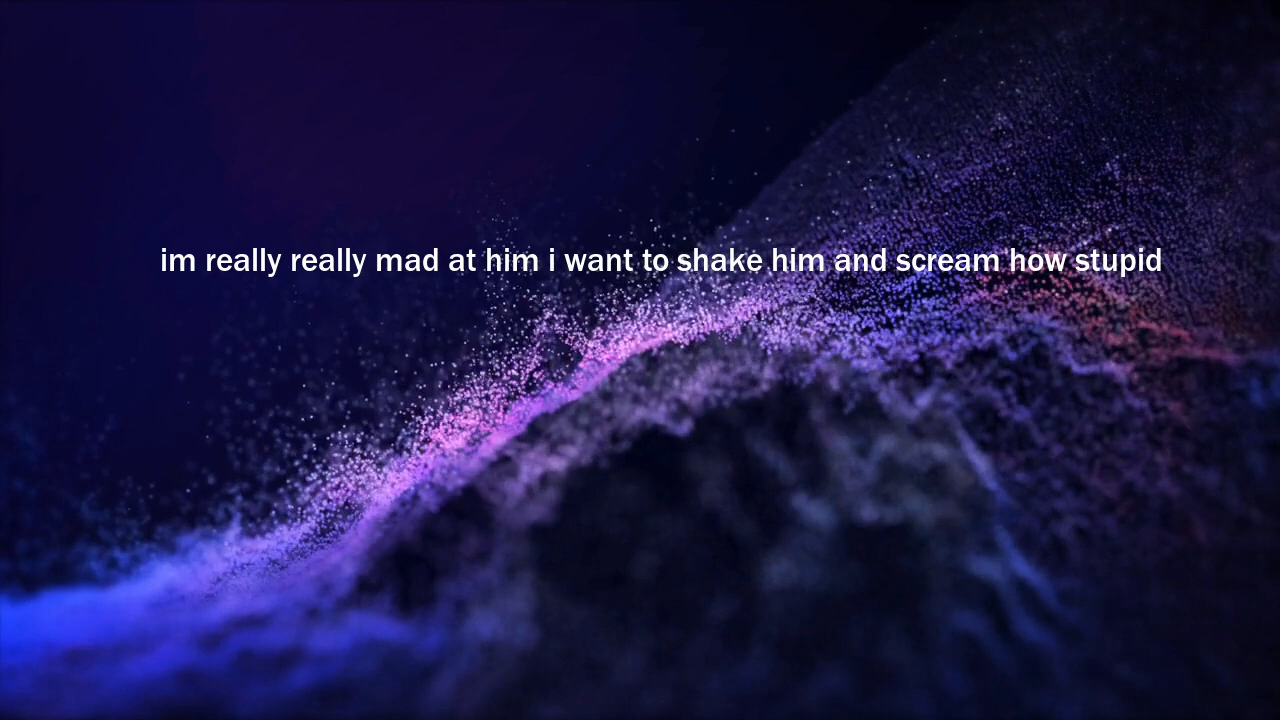 im really really mad at him i want to shake him and scream how stupid